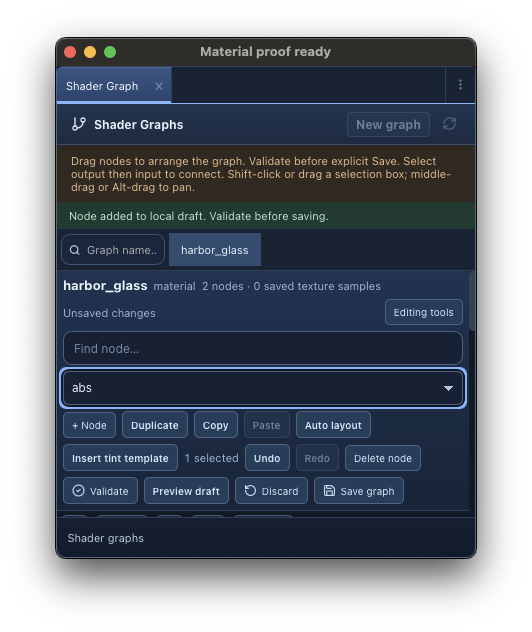 Material proof ready
Shader Graph
Shader Graphs
New graph
Drag nodes to arrange the graph. Validate before explicit Save. Select
output then input to connect. Shift-click or drag a selection box; middle-
drag or Alt-drag to pan.
Node added to local draft. Validate before saving.
Graph name..
harbor_glass
harbor_glass material 2 nodes · 0 saved texture samples
Unsaved changes
Editing tools
Find node...
abs
+ Node
Duplicate
Copy
Paste
Auto layout
Insert tint template
1 selected
Undo
Redo
Delete node
Validate
Preview draft
Discard
Save graph
Shader graphs